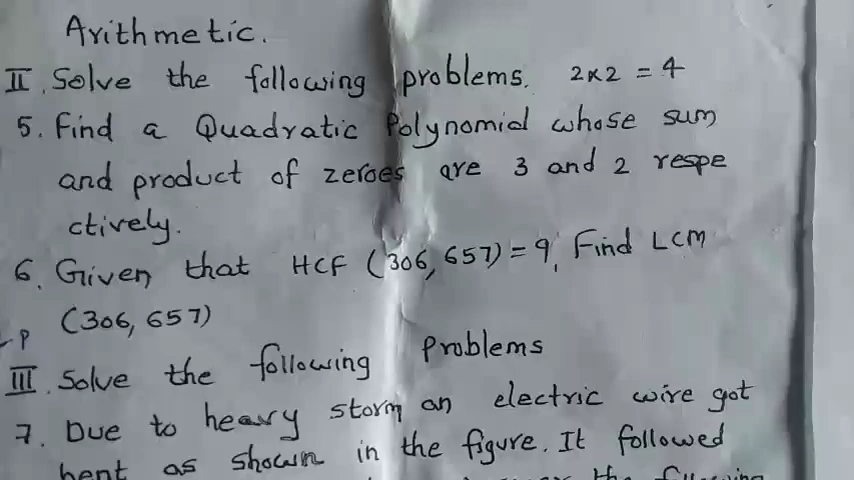 Arithmetic.
II. Solve the following problems. 2x2 = 4
5. Find a Quadratic Polynomial whose sum
and product of zeroes are 3 and 2 respe
ctively.
6. Given that HCF (306, 657) = 9, Find LCM
(306, 657)
III. Solve the following Problems
7. Due to heavy storm an electric wire got
bent as shown in the figure. It followed
the following